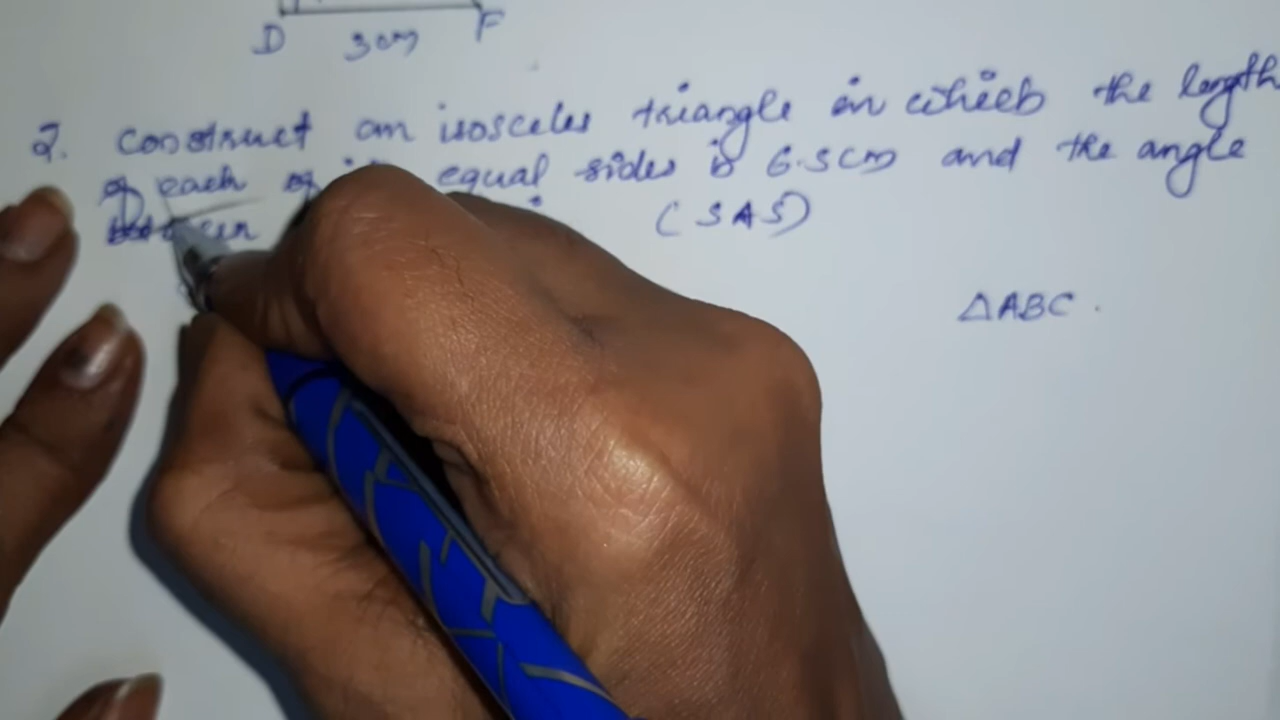 D 3cm F
2. Construct an isosceles triangle in which the length
of each of equal sides is 6.5cm and the angle
between (SAS)
△ABC.